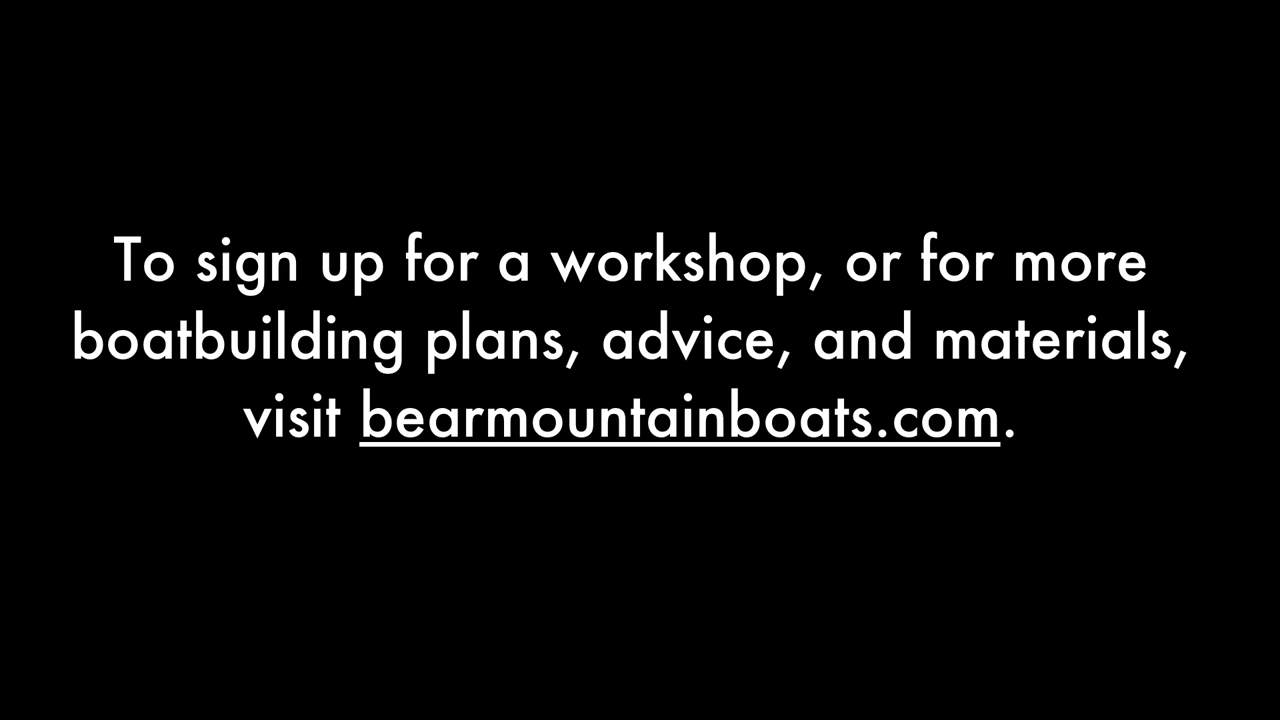 To sign up for a workshop, or for more
boatbuilding plans, advice, and materials,
visit bearmountainboats.com.